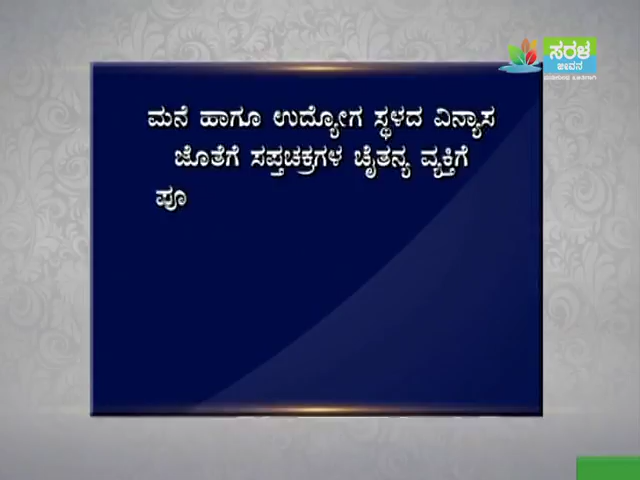 ಸರಳ
ಜೀವನ
ಮನೆ ಹಾಗೂ ಉದ್ಯೋಗ ಸ್ಥಳದ ವಿನ್ಯಾಸ
ಜೊತೆಗೆ ಸಪ್ತಚಕ್ರಗಳ ಚೈತನ್ಯ ವ್ಯಕ್ತಿಗೆ
ಪೂ